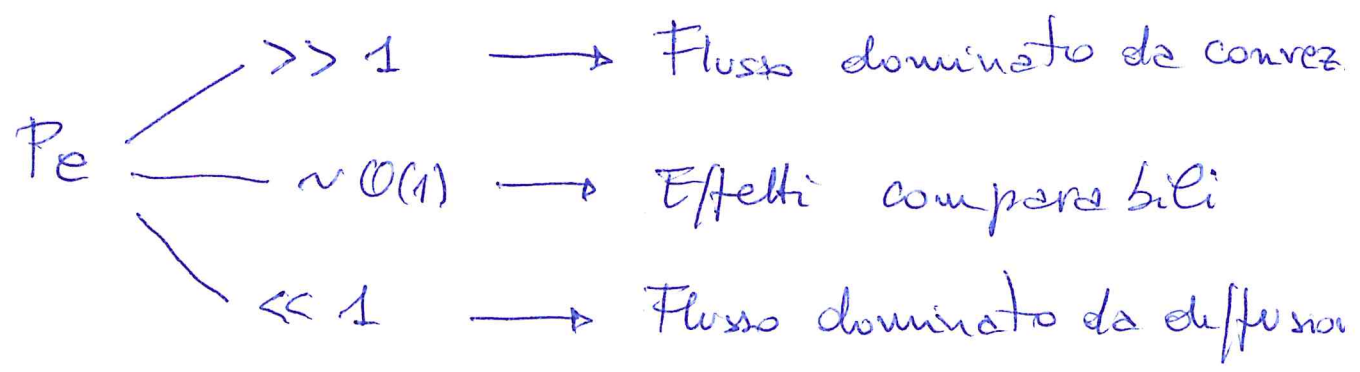 >> 1 → Flusso dominato da convez.
Pe ~ O(1) → Effetti comparabili
<< 1 → Flusso dominato da diffusion